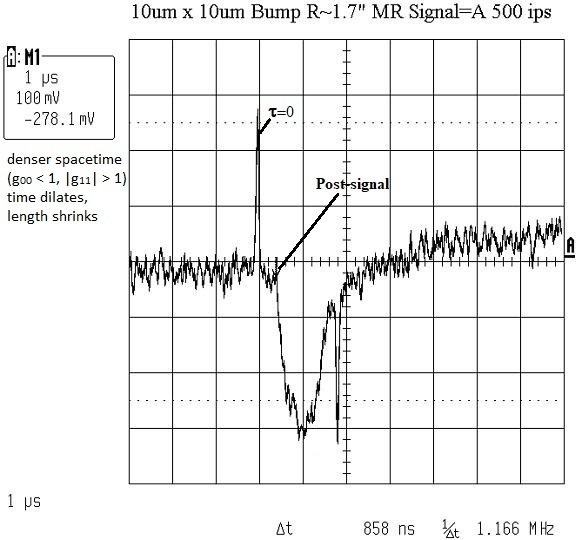 10um x 10um Bump R~1.7" MR Signal=A 500 ips
A: M1
1 µs
100mV
-278.1mV
denser spacetime
(g₀₀ < 1, |g₁₁| > 1)
time dilates,
length shrinks
τ=0
Post-signal
A
1 µs
Δt 858 ns 1/Δt 1.166 MHz